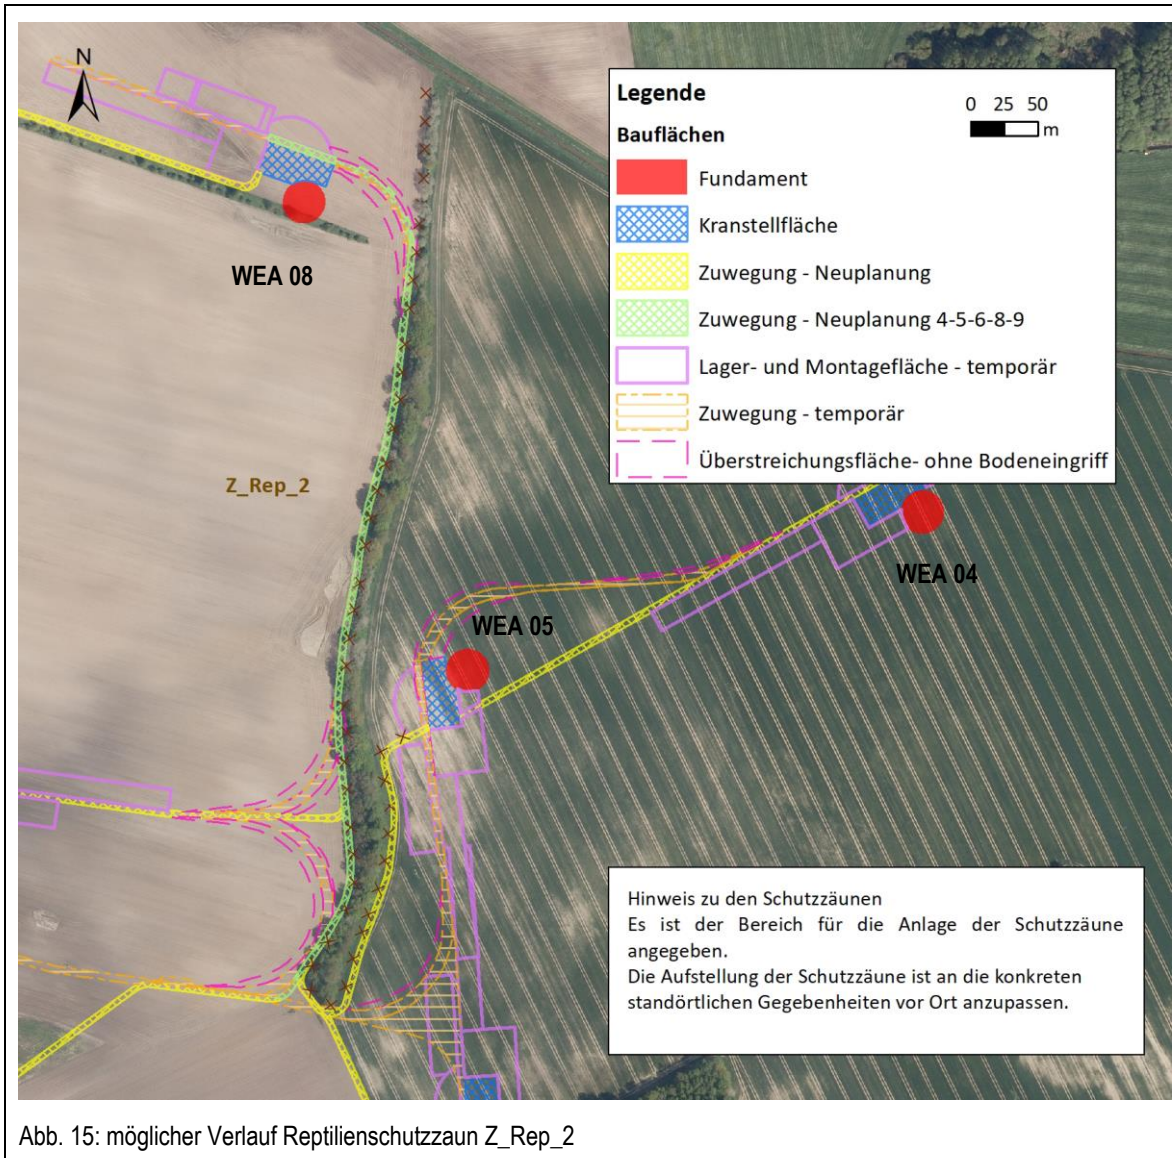 N
Legende
0 25 50
m
Bauflächen
Fundament
Kranstellfläche
Zuwegung - Neuplanung
Zuwegung - Neuplanung 4-5-6-8-9
Lager- und Montagefläche - temporär
Zuwegung - temporär
Überstreichungsfläche- ohne Bodeneingriff
WEA 08
Z_Rep_2
WEA 04
WEA 05
Hinweis zu den Schutzzäunen
Es ist der Bereich für die Anlage der Schutzzäune
angegeben.
Die Aufstellung der Schutzzäune ist an die konkreten
standörtlichen Gegebenheiten vor Ort anzupassen.
Abb. 15: möglicher Verlauf Reptilienschutzzaun Z_Rep_2